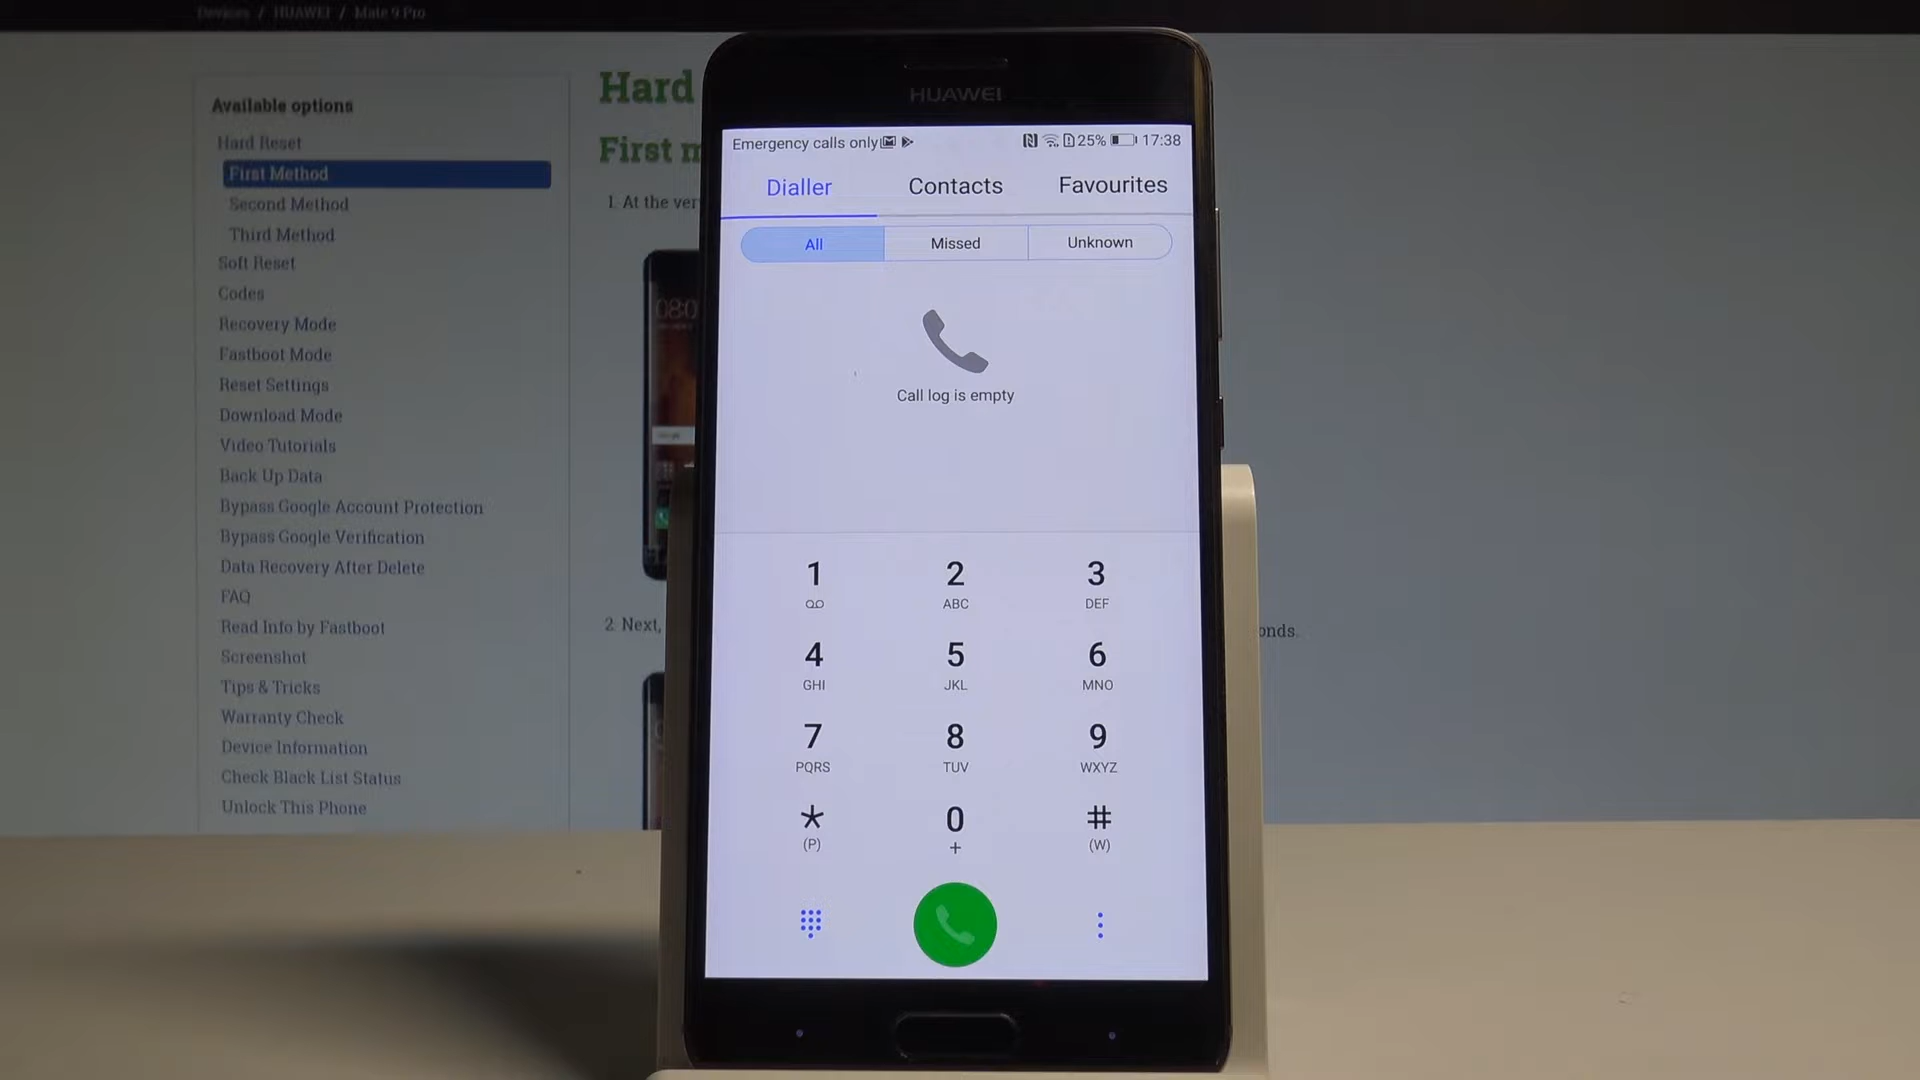 Devices / HUAWEI / Mate 9 Pro
Available options
Hard Reset
First Method
Second Method
Third Method
Soft Reset
Codes
Recovery Mode
Fastboot Mode
Reset Settings
Download Mode
Video Tutorials
Back Up Data
Bypass Google Account Protection
Bypass Google Verification
Data Recovery After Delete
FAQ
Read Info by Fastboot
Screenshot
Tips & Tricks
Warranty Check
Device Information
Check Black List Status
Unlock This Phone
Hard
First m
1. At the ver
08:0
2. Next,
onds.
HUAWEI
Emergency calls only 25% 17:38
Dialler Contacts Favourites
All Missed Unknown
Call log is empty
1 2 3
ABC DEF
4 5 6
GHI JKL MNO
7 8 9
PQRS TUV WXYZ
* 0 #
(P) + (W)